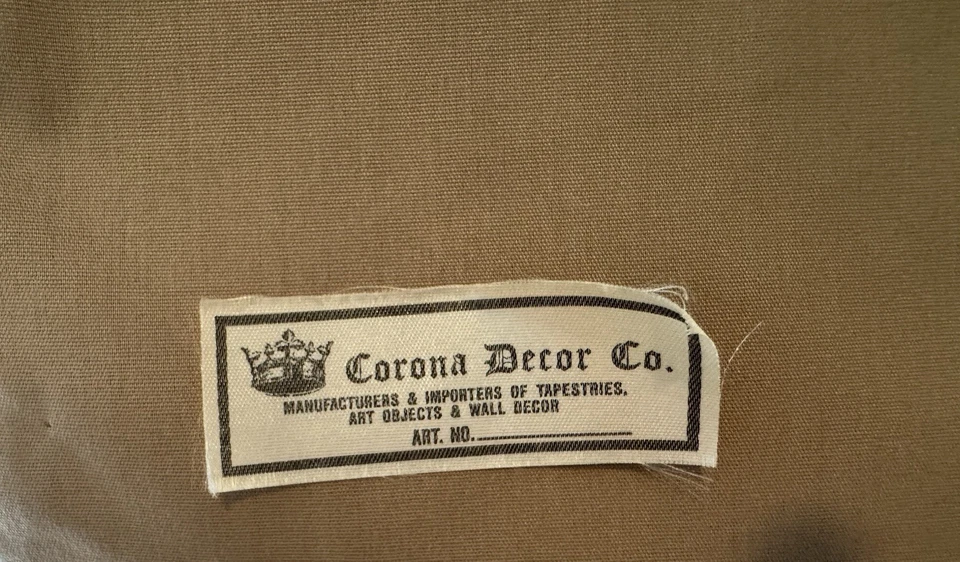 Corona Decor Co.
MANUFACTURERS & IMPORTERS OF TAPESTRIES,
ART OBJECTS & WALL DECOR
ART. NO.